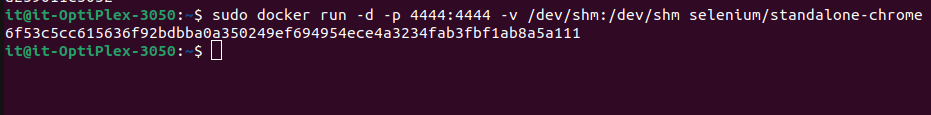 it@it-OptiPlex-3050:~$ sudo docker run -d -p 4444:4444 -v /dev/shm:/dev/shm selenium/standalone-chrome
6f53c5cc615636f92bdbba0a350249ef694954ece4a3234fab3fbf1ab8a5a111
it@it-OptiPlex-3050:~$